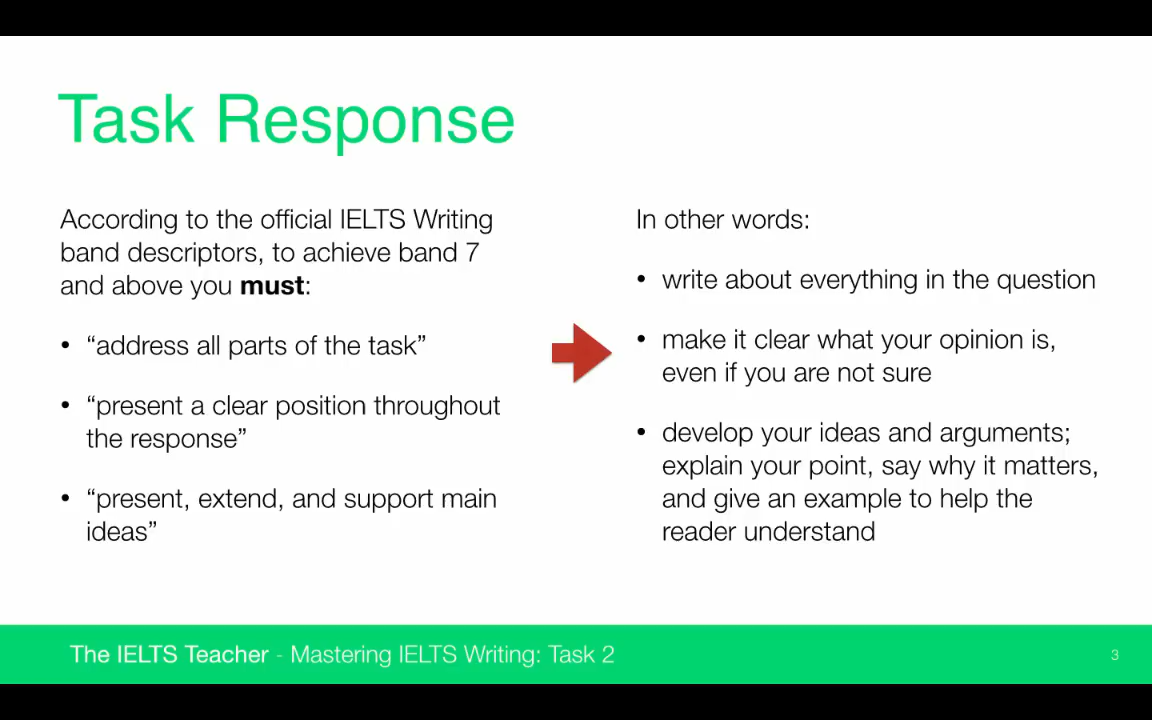 Task Response
According to the official IELTS Writing
band descriptors, to achieve band 7
and above you must:
• “address all parts of the task”
• “present a clear position throughout
the response”
• “present, extend, and support main
ideas”
In other words:
• write about everything in the question
• make it clear what your opinion is,
even if you are not sure
• develop your ideas and arguments;
explain your point, say why it matters,
and give an example to help the
reader understand
The IELTS Teacher - Mastering IELTS Writing: Task 2
3